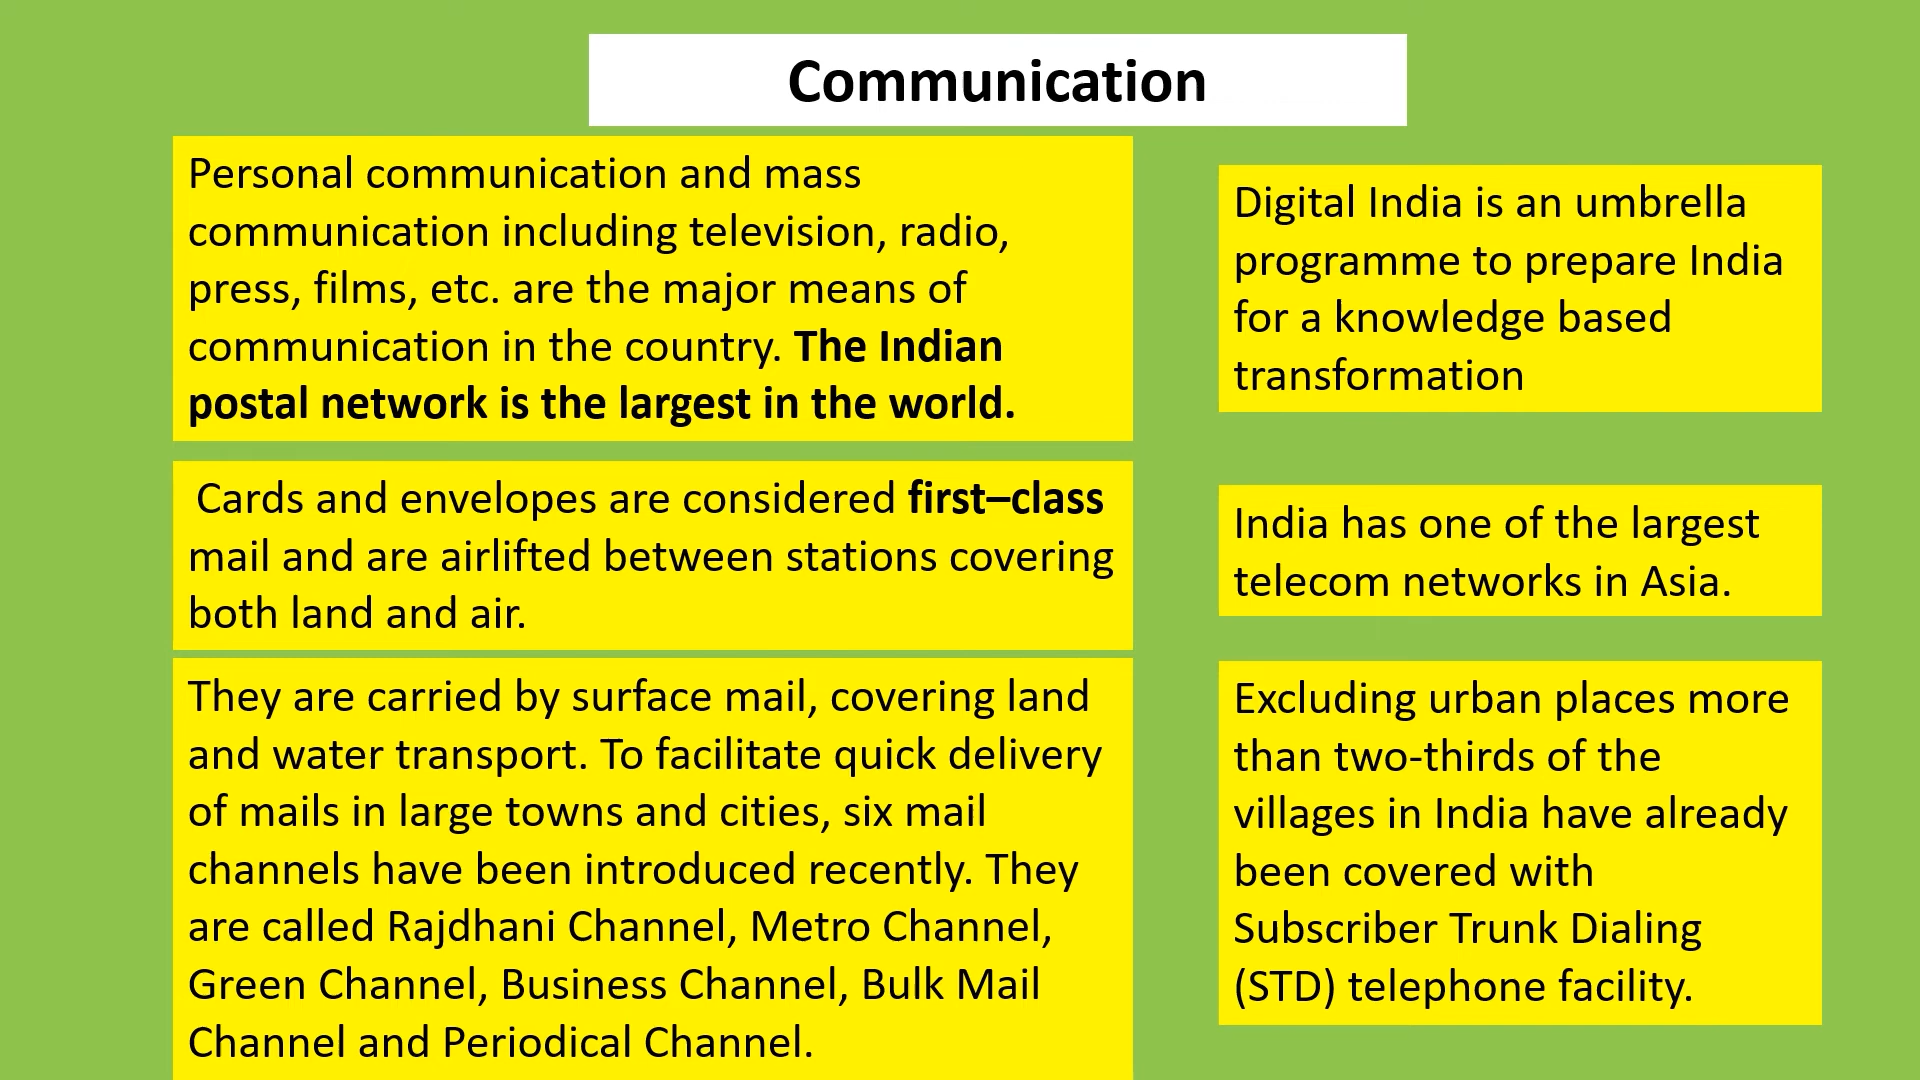 Communication
Personal communication and mass
communication including television, radio,
press, films, etc. are the major means of
communication in the country. The Indian
postal network is the largest in the world.
Cards and envelopes are considered first–class
mail and are airlifted between stations covering
both land and air.
They are carried by surface mail, covering land
and water transport. To facilitate quick delivery
of mails in large towns and cities, six mail
channels have been introduced recently. They
are called Rajdhani Channel, Metro Channel,
Green Channel, Business Channel, Bulk Mail
Channel and Periodical Channel.
Digital India is an umbrella
programme to prepare India
for a knowledge based
transformation
India has one of the largest
telecom networks in Asia.
Excluding urban places more
than two-thirds of the
villages in India have already
been covered with
Subscriber Trunk Dialing
(STD) telephone facility.